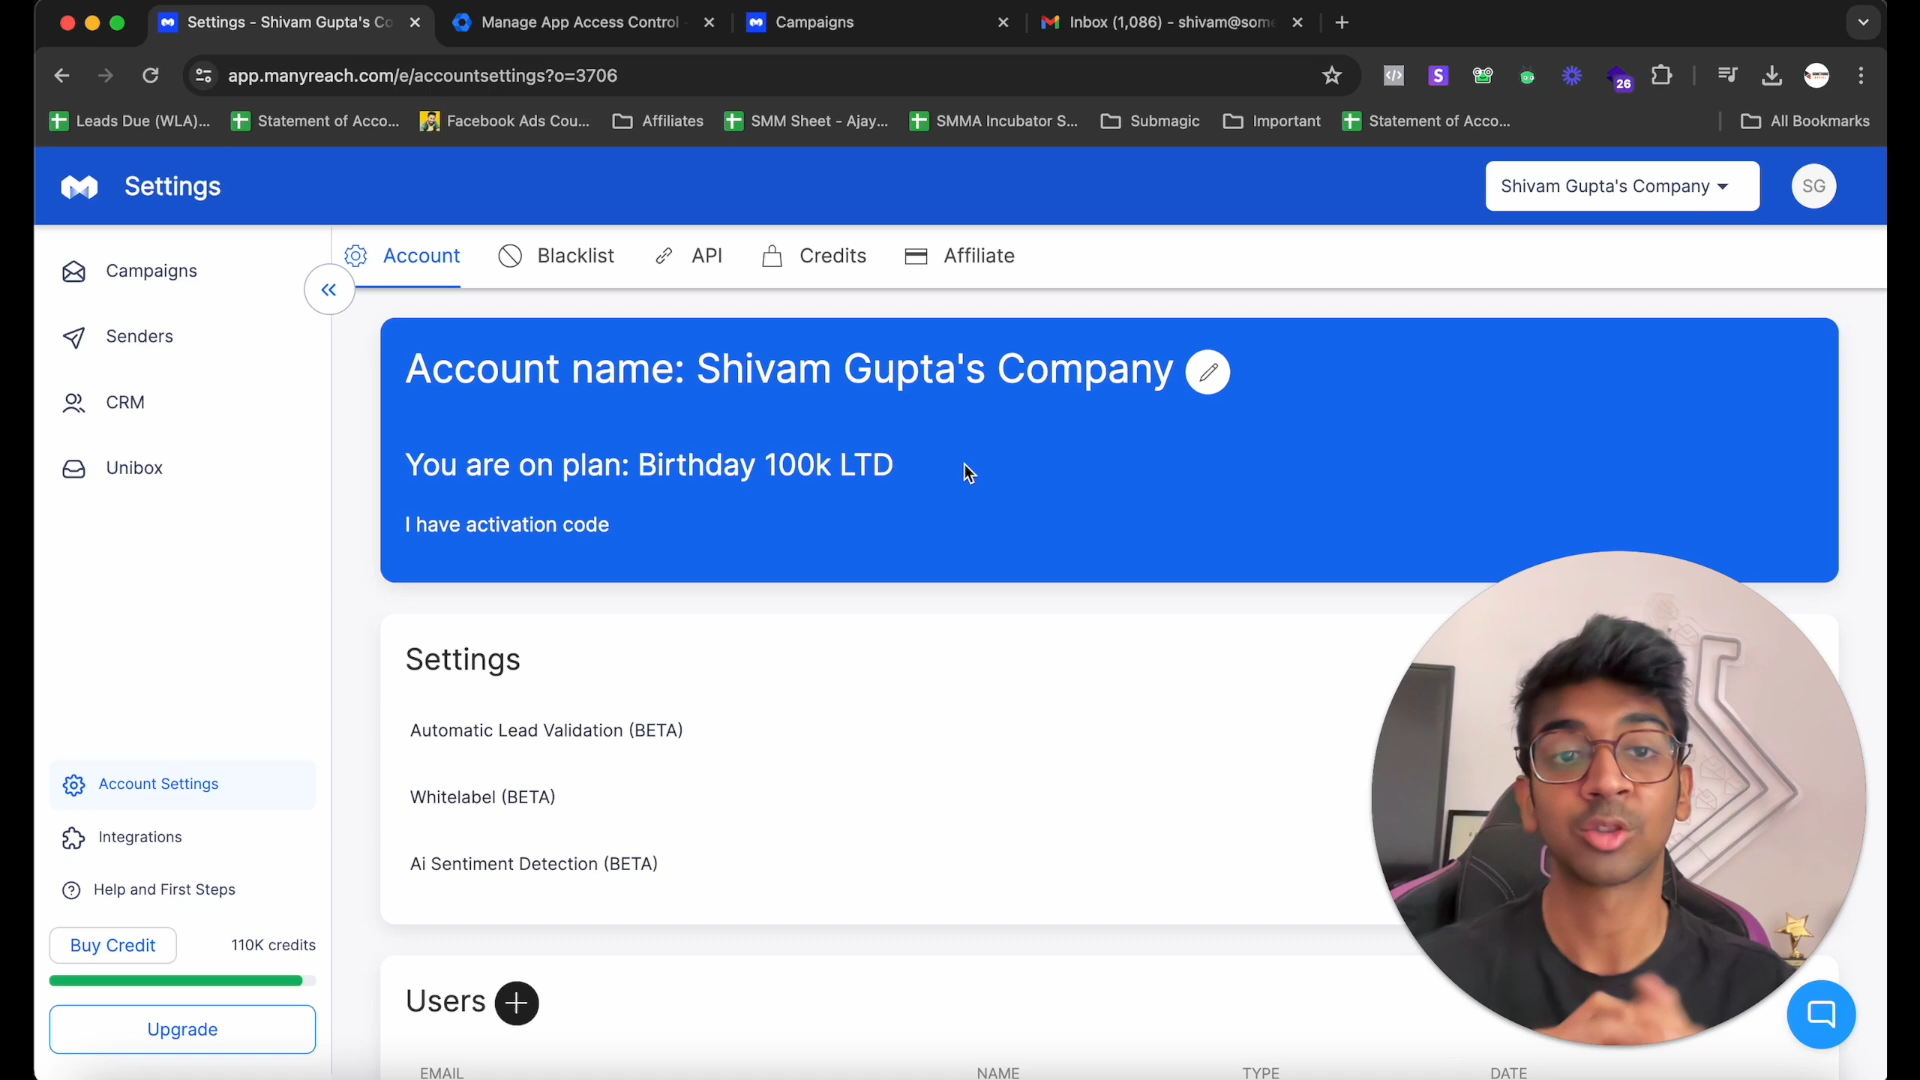 Settings - Shivam Gupta's Co
Manage App Access Control
Campaigns
Inbox (1,086) - shivam@some
app.manyreach.com/e/accountsettings?o=3706
S
26
Leads Due (WLA)...
Statement of Acco...
Facebook Ads Cou...
Affiliates
SMM Sheet - Ajay...
SMMA Incubator S...
Submagic
Important
Statement of Acco...
All Bookmarks
Settings
Shivam Gupta's Company
SG
Campaigns
Senders
CRM
Unibox
Account
Blacklist
API
Credits
Affiliate
Account name: Shivam Gupta's Company
You are on plan: Birthday 100k LTD
I have activation code
Settings
Automatic Lead Validation (BETA)
Whitelabel (BETA)
Ai Sentiment Detection (BETA)
Account Settings
Integrations
Help and First Steps
Buy Credit
110K credits
Upgrade
Users
EMAIL
NAME
TYPE
DATE